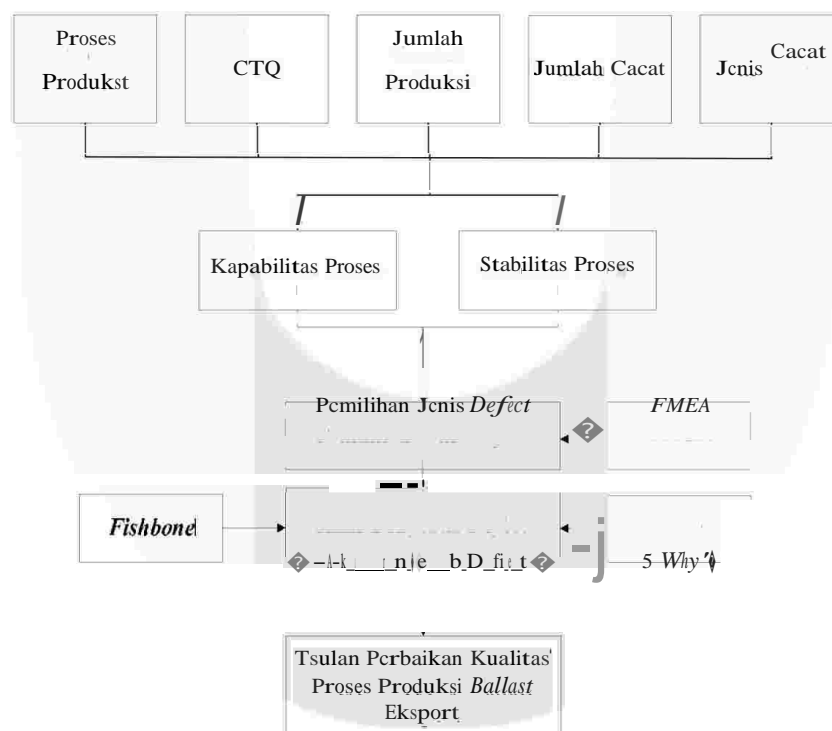 Proses
Produkst
CTQ
Jumlah
Produksi
Jumlah Cacat
Jcnis Cacat
Kapabilitas Proses
Stabilitas Proses
Pcmilihan Jcnis Defect
FMEA
Fishbone
5 Why
Tsulan Pcrbaikan Kualitas
Proses Produksi Ballast
Eksport